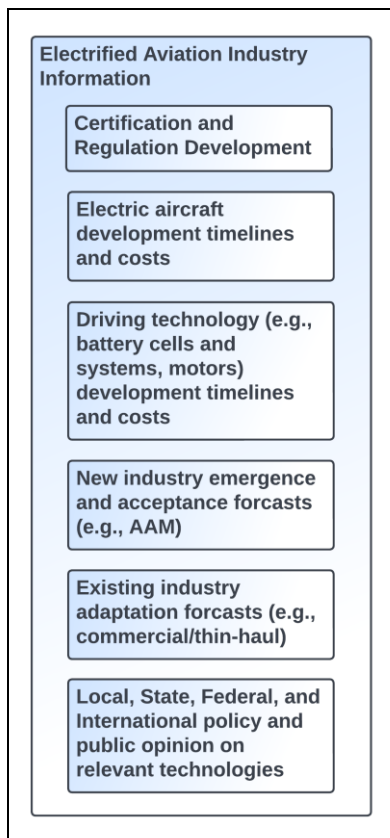 Electrified Aviation Industry
Information
Certification and
Regulation Development
Electric aircraft
development timelines
and costs
Driving technology (e.g.,
battery cells and
systems, motors)
development timelines
and costs
New industry emergence
and acceptance forcasts
(e.g., AAM)
Existing industry
adaptation forcasts (e.g.,
commercial/thin-haul)
Local, State, Federal, and
International policy and
public opinion on
relevant technologies